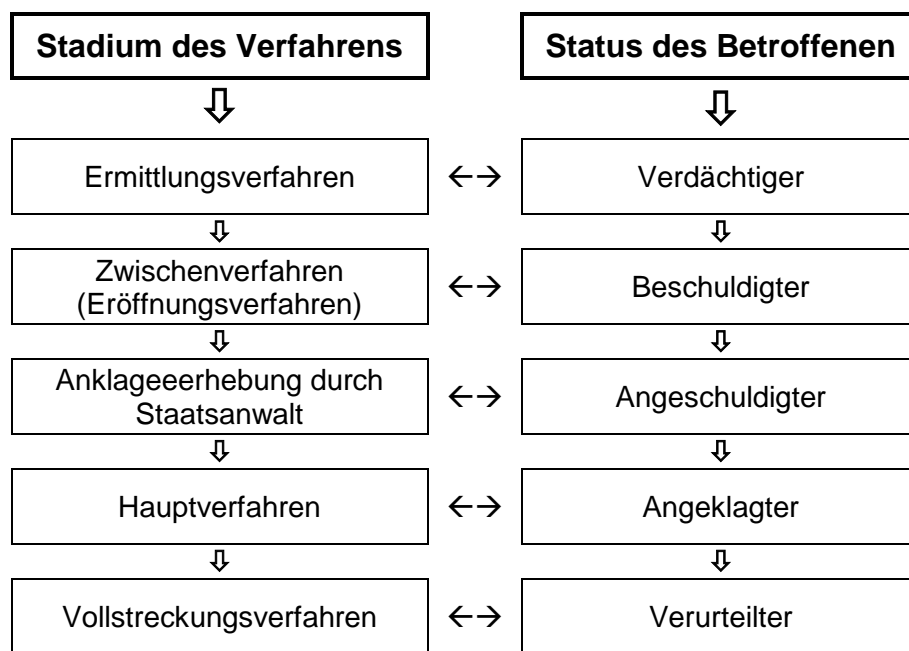 Stadium des Verfahrens
Status des Betroffenen
Ermittlungsverfahren
←→
Verdächtiger
Zwischenverfahren
(Eröffnungsverfahren)
←→
Beschuldigter
Anklageeerhebung durch
Staatsanwalt
←→
Angeschuldigter
Hauptverfahren
←→
Angeklagter
Vollstreckungsverfahren
←→
Verurteilter